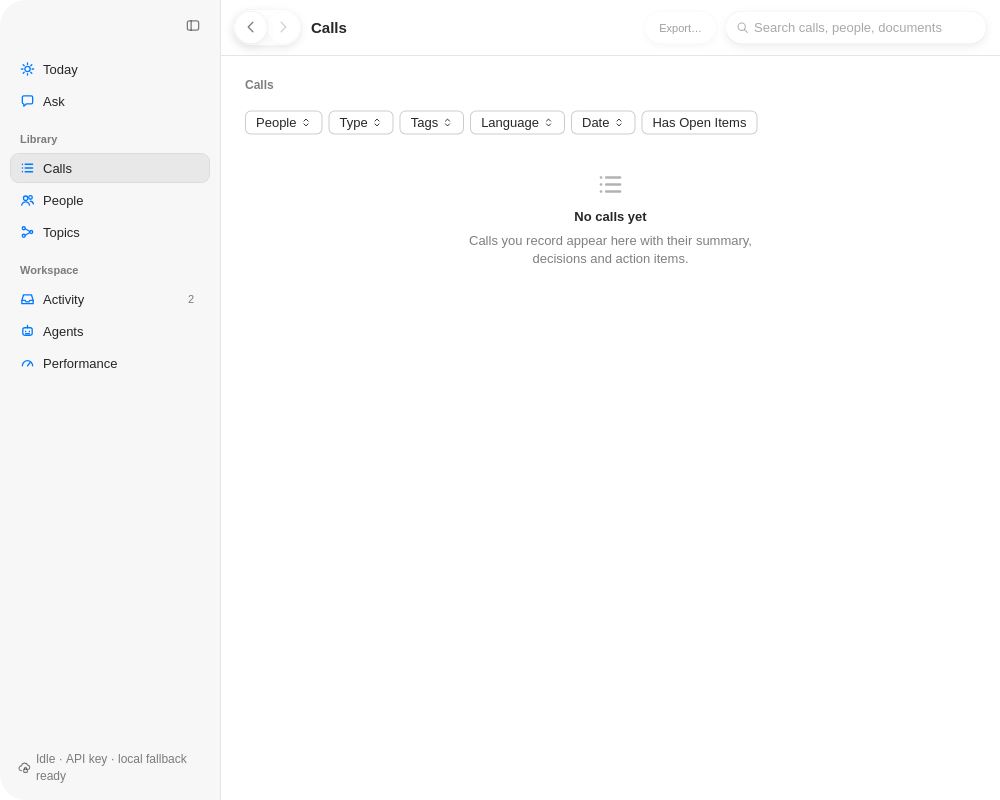 Calls
Export...
Search calls, people, documents
Today
Ask
Library
Calls
People
Topics
Workspace
Activity 2
Agents
Performance
Idle · API key · local fallback
ready
Calls
People Type Tags Language Date Has Open Items
No calls yet
Calls you record appear here with their summary,
decisions and action items.